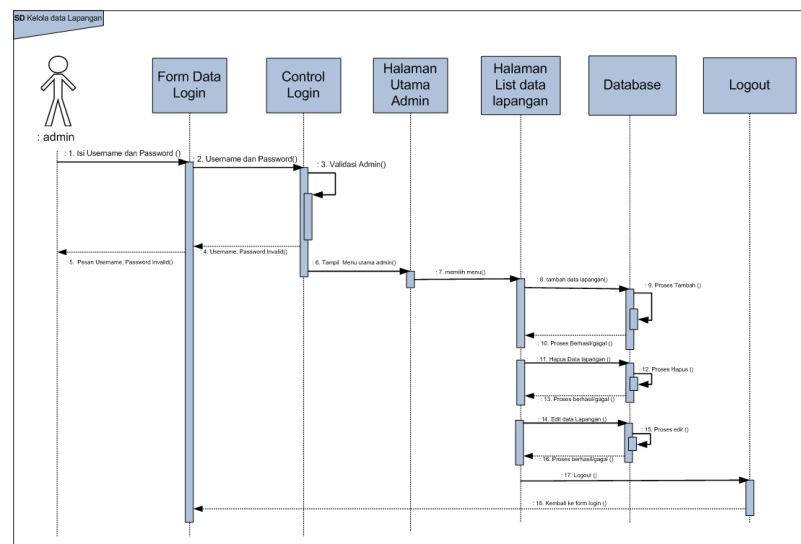 SD Kelola data Lapangan
Form Data
Login
Control
Login
Halaman
Utama
Admin
Halaman
List data
lapangan
Database
Logout
: admin
: 1. Isi Username dan Password ()
: 2. Username dan Password()
: 3. Validasi Admin()
4. Username, Password Invalid()
: 5. Pesan Username, Password Invalid()
: 6. Tampil Menu utama admin()
: 7. memilih menu()
: 8. tambah data lapangan()
: 9. Proses Tambah ()
: 10. Proses Berhasil/gagal ()
: 11. Hapus Data lapangan ()
: 12. Proses Hapus ()
: 13. Proses berhasil/gagal ()
: 14. Edit data Lapangan ()
: 15. Proses edit ()
: 16. Proses berhasil/gagal ()
: 17. Logout ()
: 18. Kembali ke form login ()